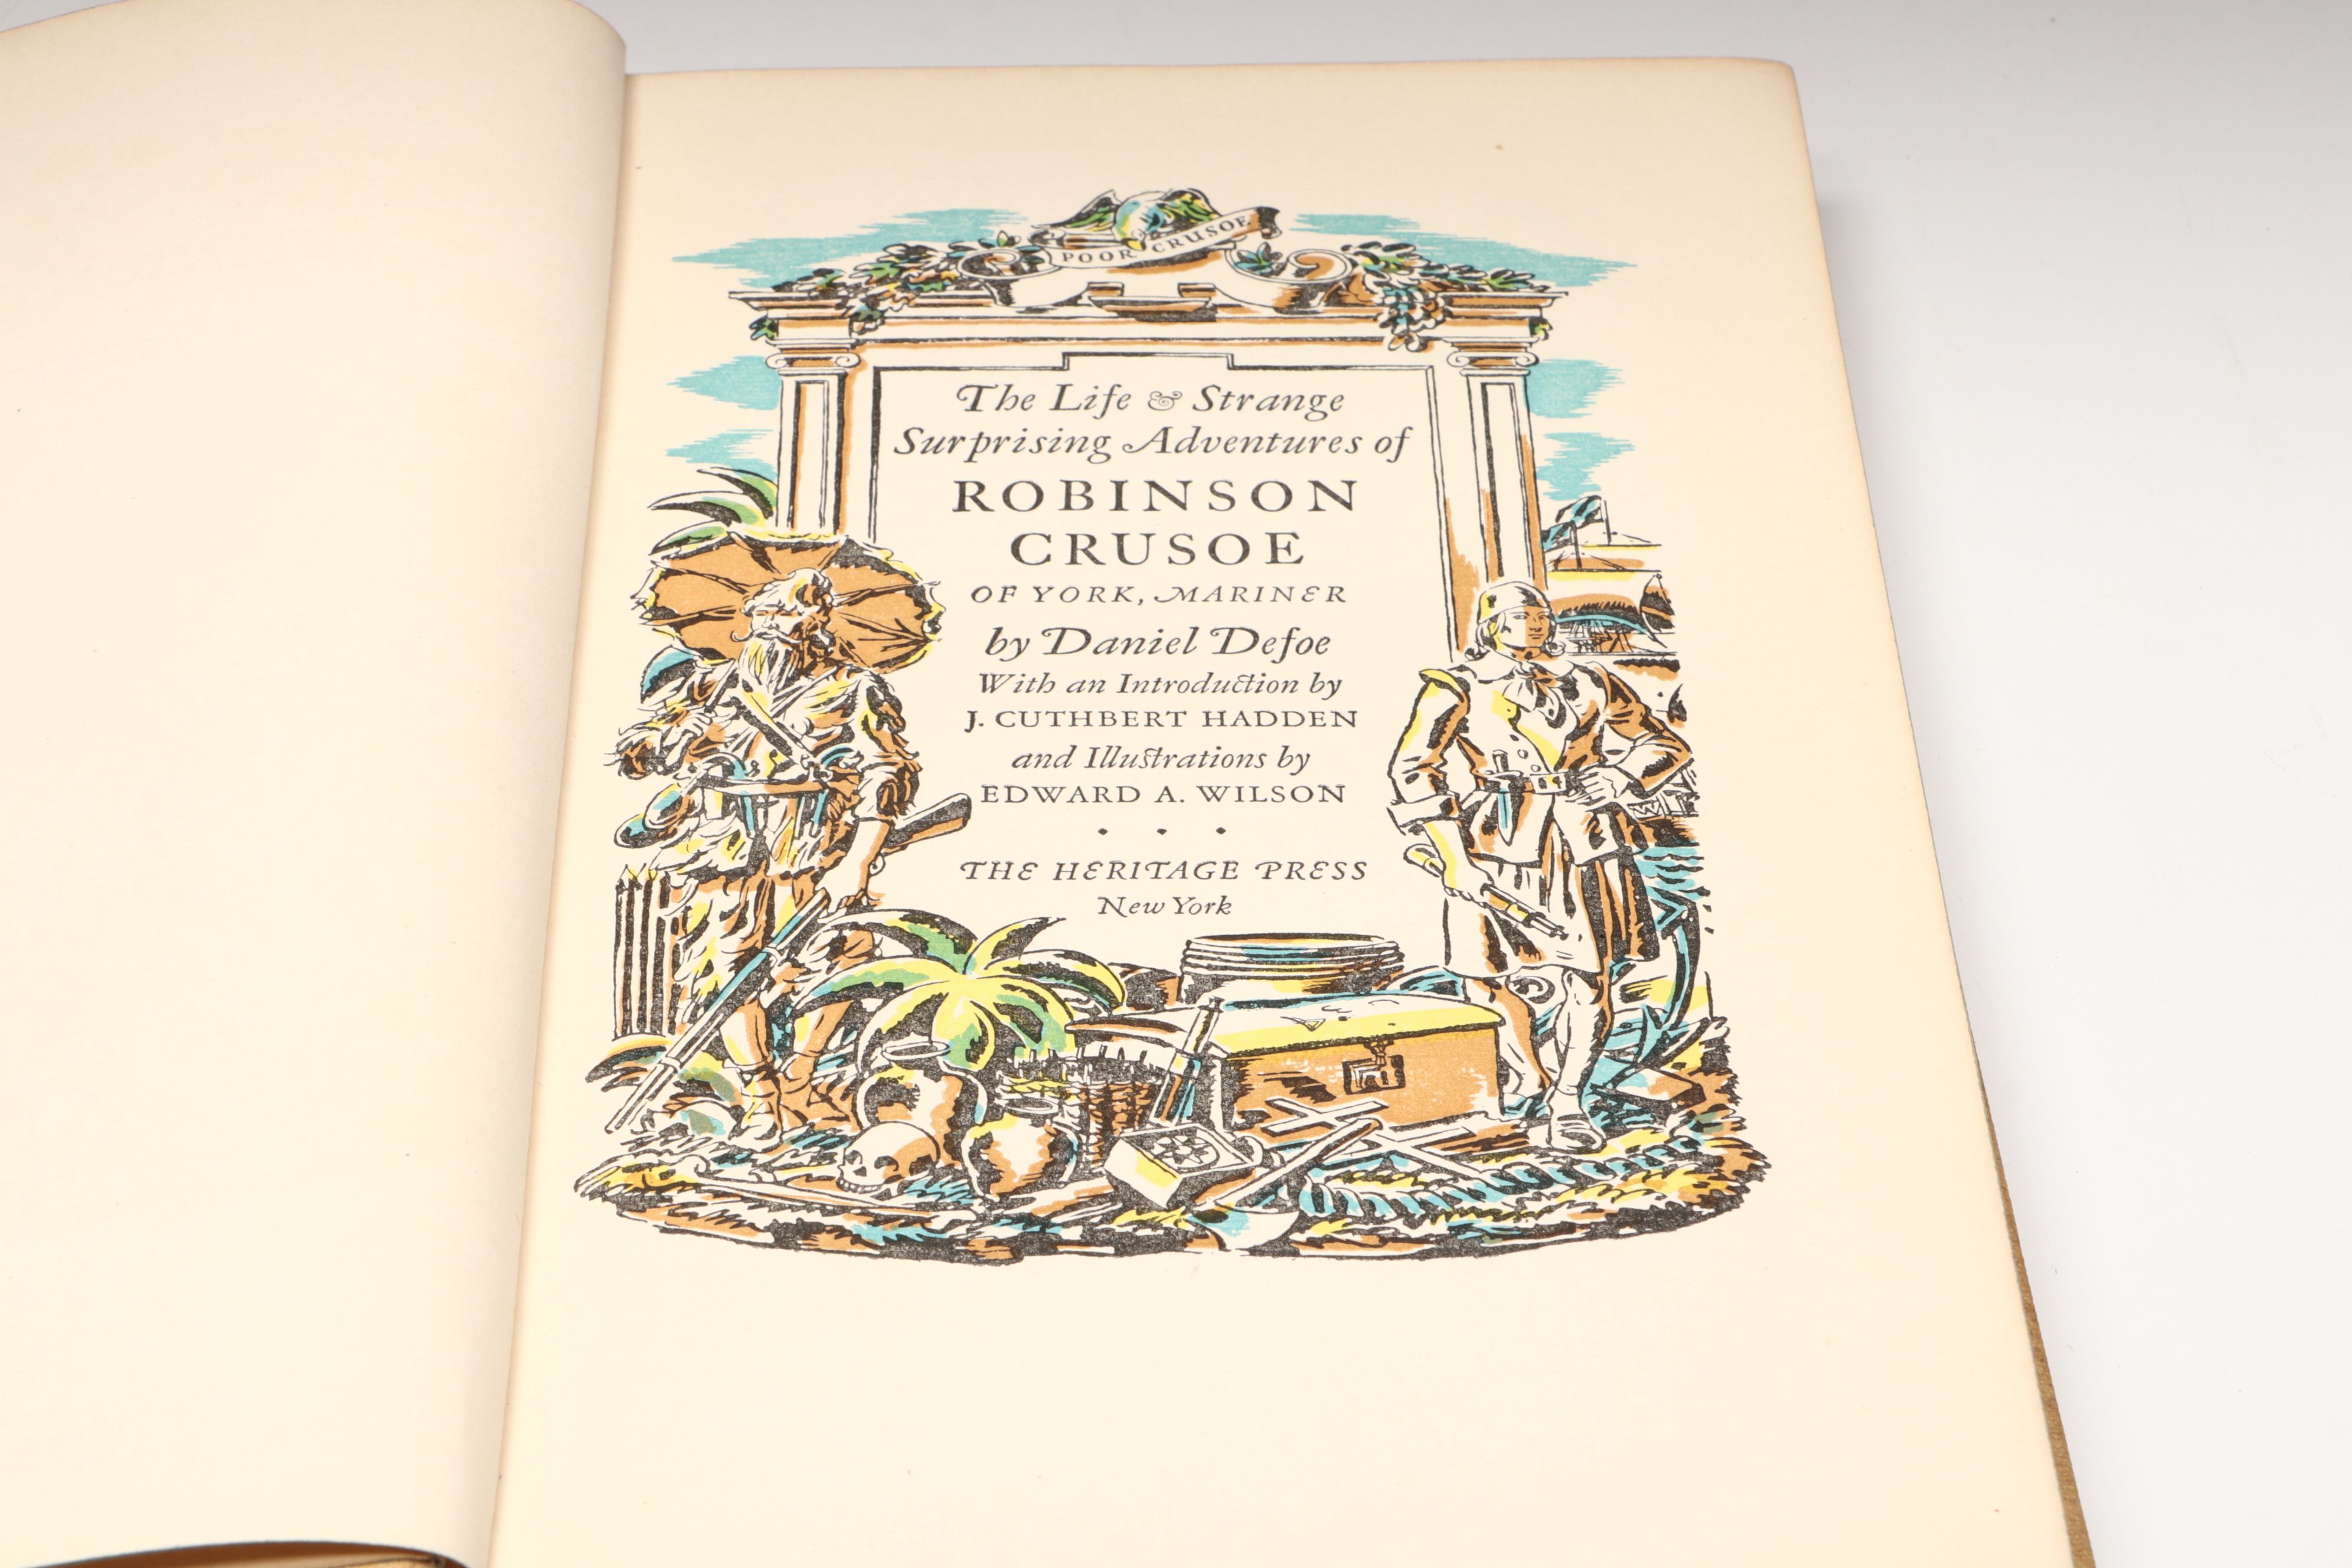 POOR CRUSOE
The Life & Strange
Surprising Adventures of
ROBINSON
CRUSOE
OF YORK, MARINER
by Daniel Defoe
With an Introduction by
J. CUTHBERT HADDEN
and Illustrations by
EDWARD A. WILSON
• • •
THE HERITAGE PRESS
New York